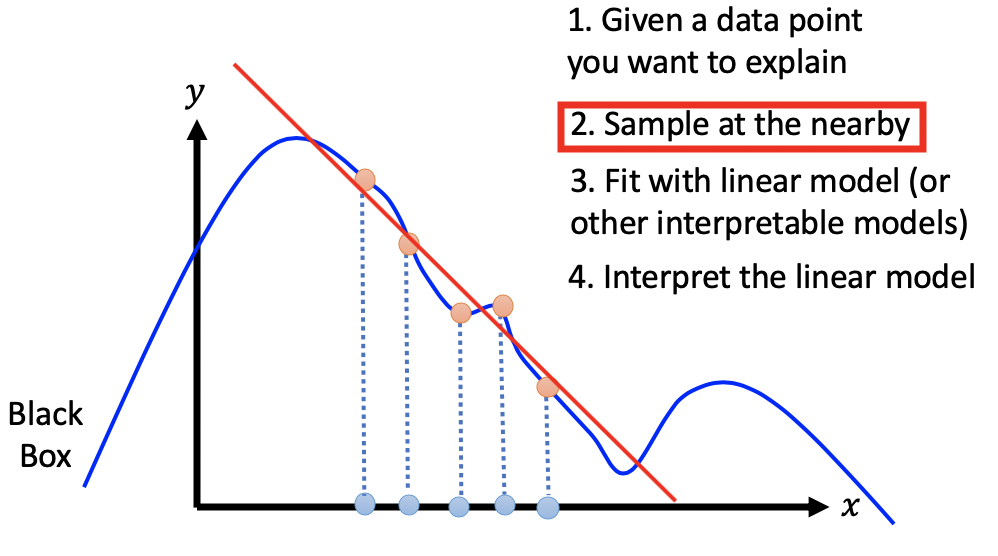 1. Given a data point
you want to explain
y
2. Sample at the nearby
3. Fit with linear model (or
other interpretable models)
4. Interpret the linear model
Black
Box
x